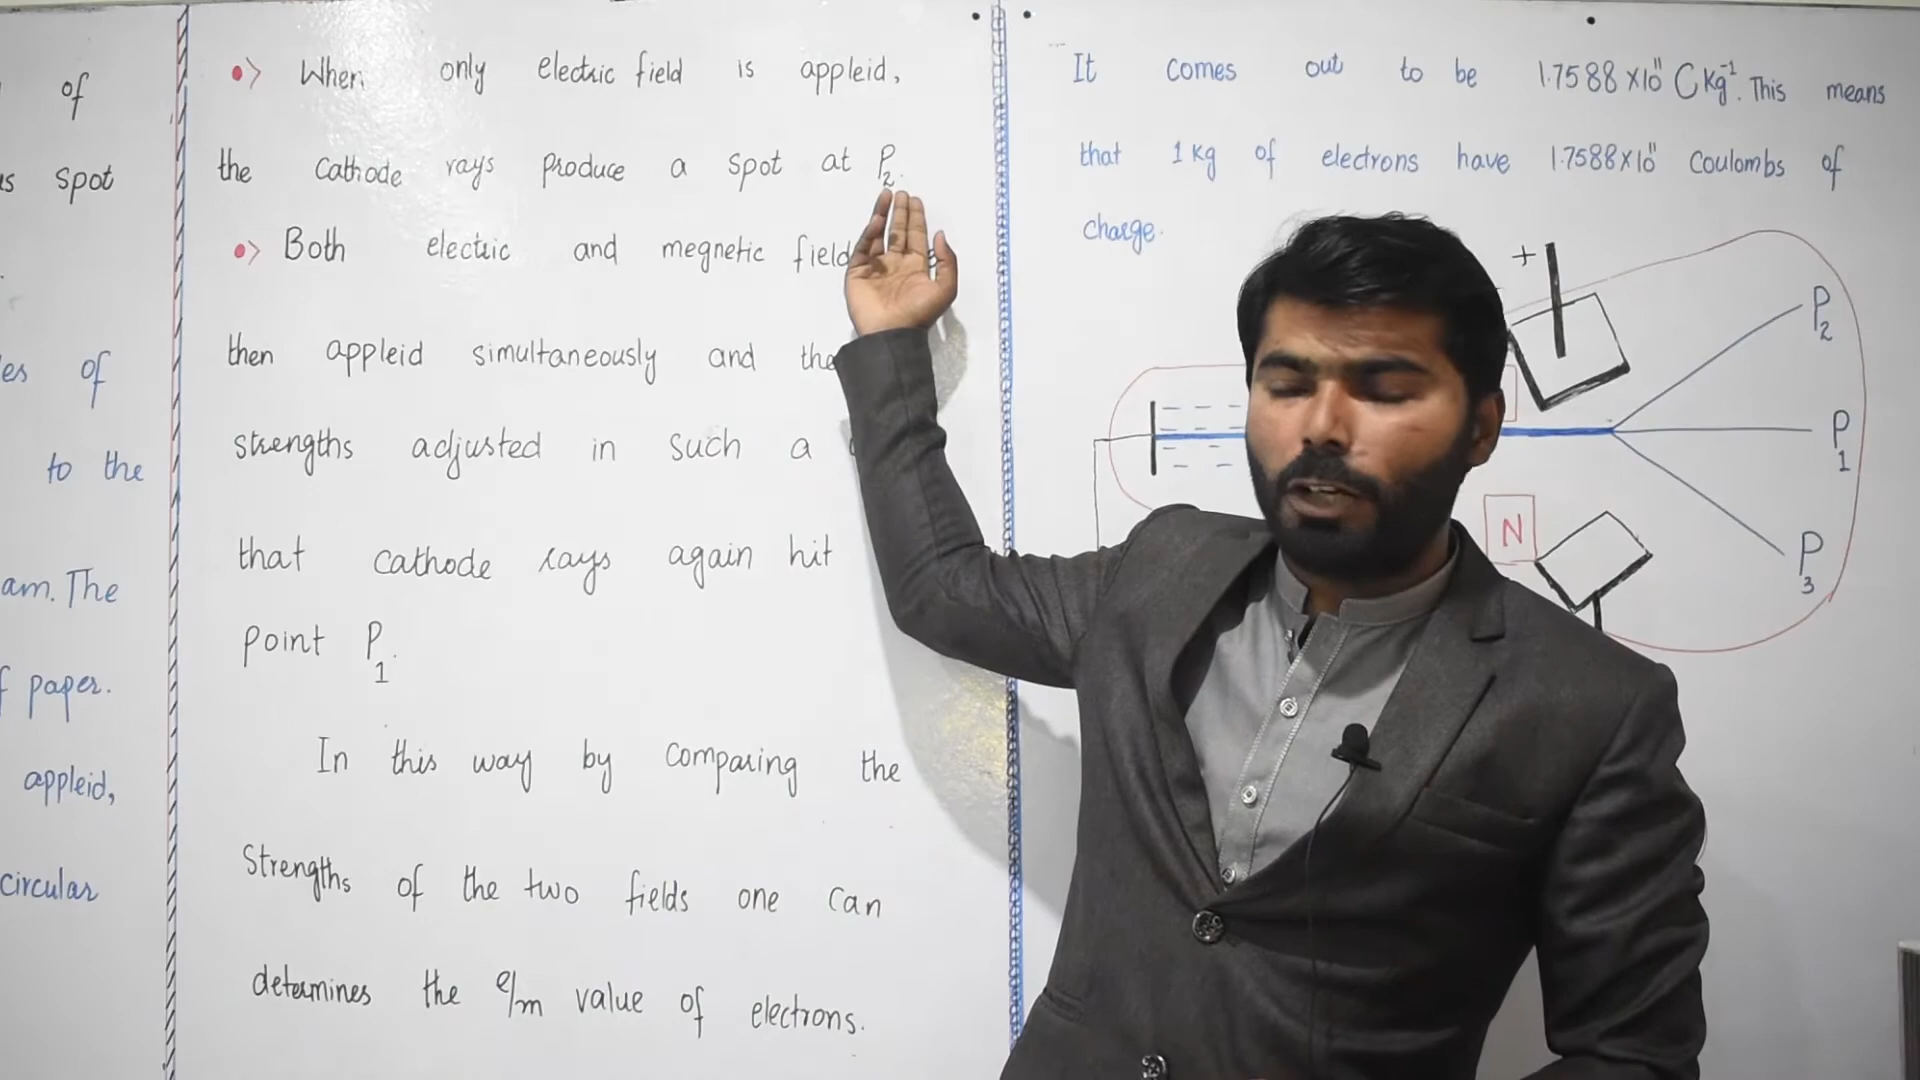 of
spot
es of
to the
am. The
f paper.
appleid,
circular
•> When only electric field is appleid,
the cathode rays produce a spot at P2.
•> Both electric and megnetic field
then appleid simultaneously and the
strengths adjusted in such a
that cathode rays again hit
point P1.
In this way by comparing the
Strengths of the two fields one can
determines the e/m value of electrons.
It comes out to be 1.7588×10¹¹ C kg⁻¹. This means
that 1 kg of electrons have 1.7588×10¹¹ Coulombs of
charge.
+
P2
P1
N
P3